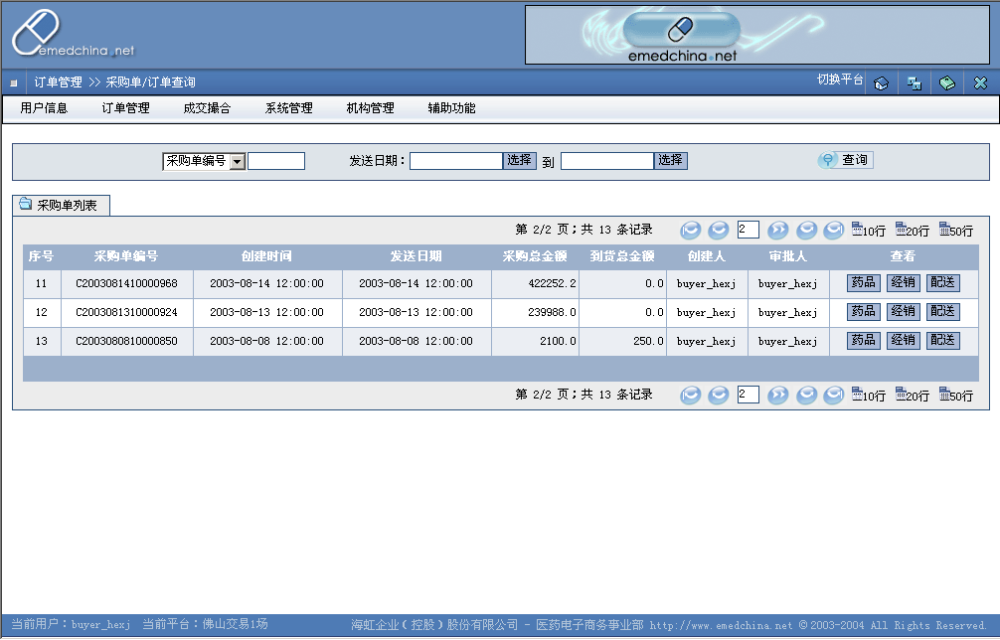 emedchina.net
emedchina.net
订单管理 >> 采购单/订单查询 切换平台
用户信息 订单管理 成交撮合 系统管理 机构管理 辅助功能
采购单编号 发送日期： 选择 到 选择 查询
采购单列表
第 2/2 页；共 13 条记录 2 10行 20行 50行
序号 采购单编号 创建时间 发送日期 采购总金额 到货总金额 创建人 审批人 查看
11 C2003081410000968 2003-08-14 12:00:00 2003-08-14 12:00:00 422252.2 0.0 buyer_hexj buyer_hexj 药品 经销 配送
12 C2003081310000924 2003-08-13 12:00:00 2003-08-13 12:00:00 239988.0 0.0 buyer_hexj buyer_hexj 药品 经销 配送
13 C2003080810000850 2003-08-08 12:00:00 2003-08-08 12:00:00 2100.0 250.0 buyer_hexj buyer_hexj 药品 经销 配送
第 2/2 页；共 13 条记录 2 10行 20行 50行
当前用户：buyer_hexj 当前平台：佛山交易1场 海虹企业（控股）股份有限公司 - 医药电子商务事业部 http://www.emedchina.net ©2003-2004 All Rights Reserved.